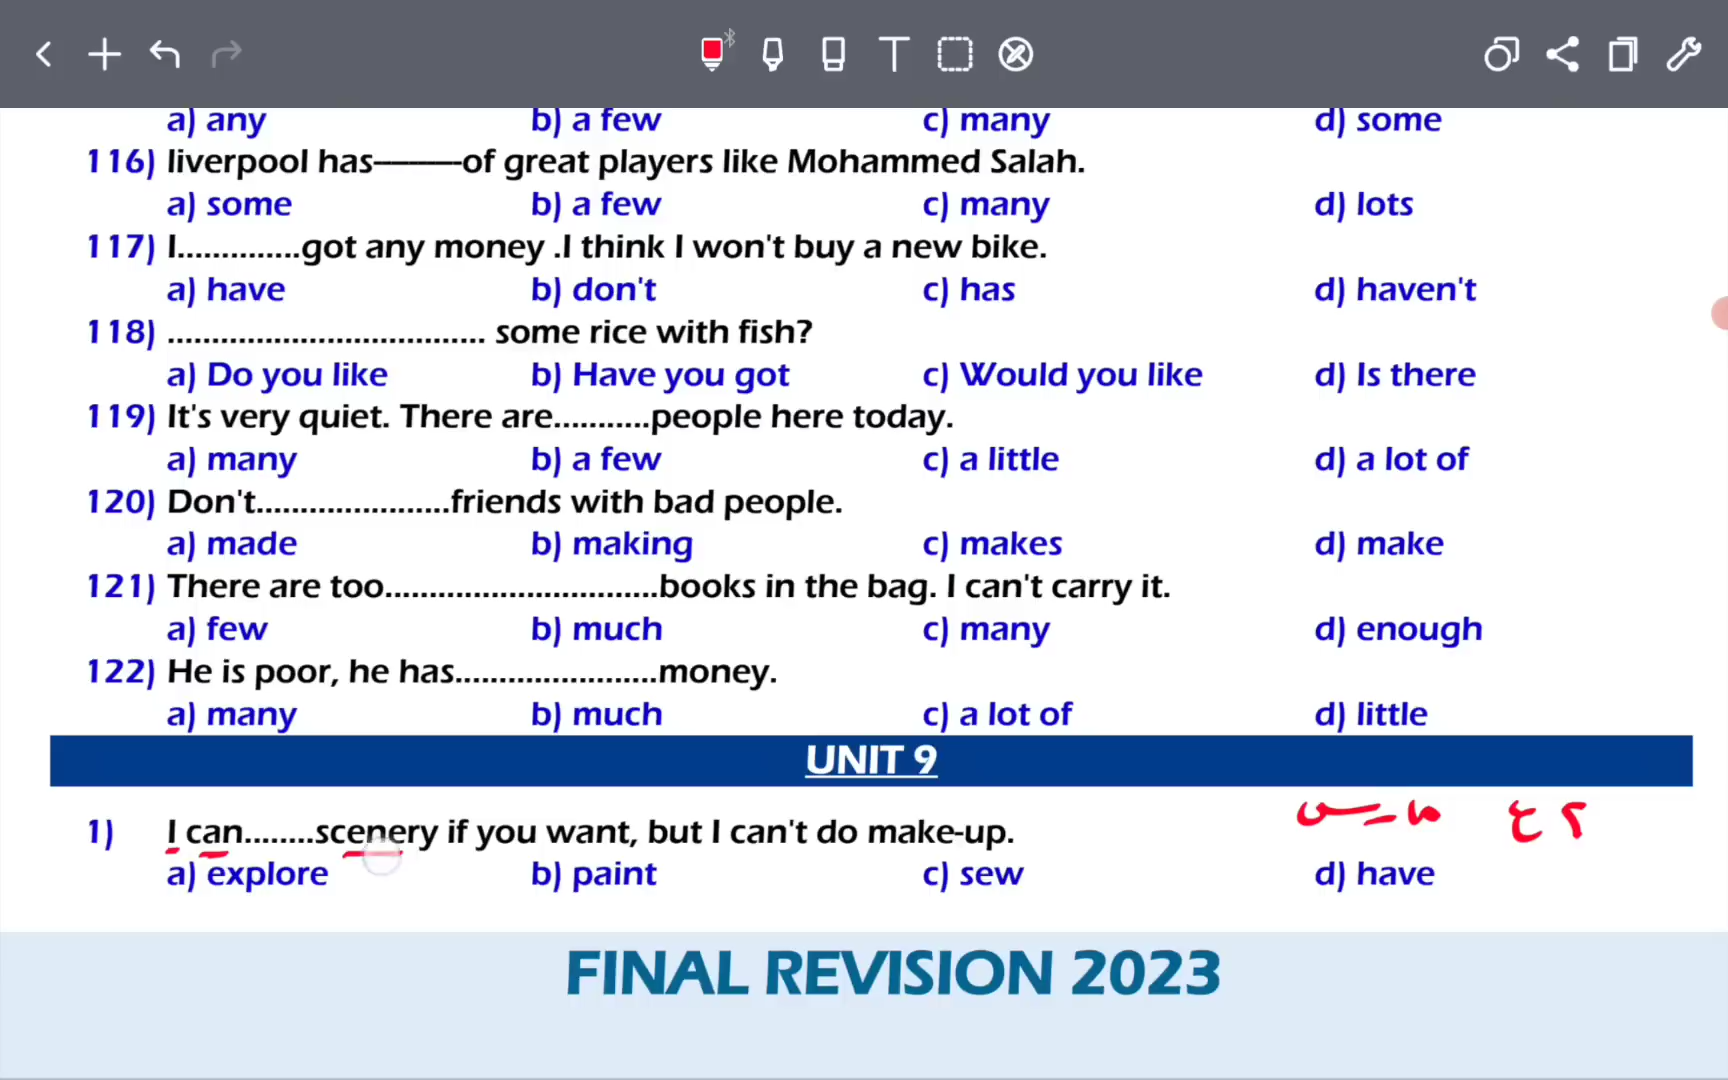 a) any b) a few c) many d) some
116) liverpool has———of great players like Mohammed Salah.
a) some b) a few c) many d) lots
117) I..............got any money .I think I won't buy a new bike.
a) have b) don't c) has d) haven't
118) .................................... some rice with fish?
a) Do you like b) Have you got c) Would you like d) Is there
119) It's very quiet. There are...........people here today.
a) many b) a few c) a little d) a lot of
120) Don't......................friends with bad people.
a) made b) making c) makes d) make
121) There are too...............................books in the bag. I can't carry it.
a) few b) much c) many d) enough
122) He is poor, he has.......................money.
a) many b) much c) a lot of d) little
UNIT 9
1) I can........scenery if you want, but I can't do make-up.
a) explore b) paint c) sew d) have
FINAL REVISION 2023